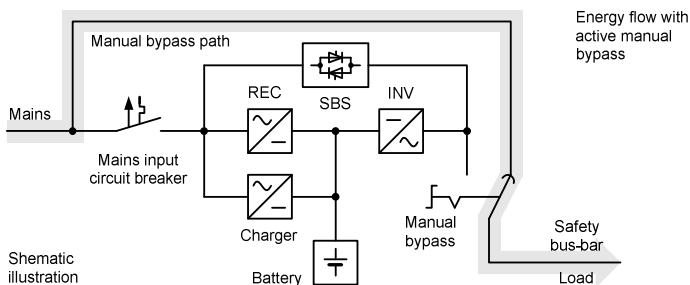 Energy flow with
active manual
bypass
Manual bypass path
REC
SBS
INV
Mains
Mains input
circuit breaker
Charger
Manual
bypass
Safety
bus-bar
Shematic
illustration
Battery
Load